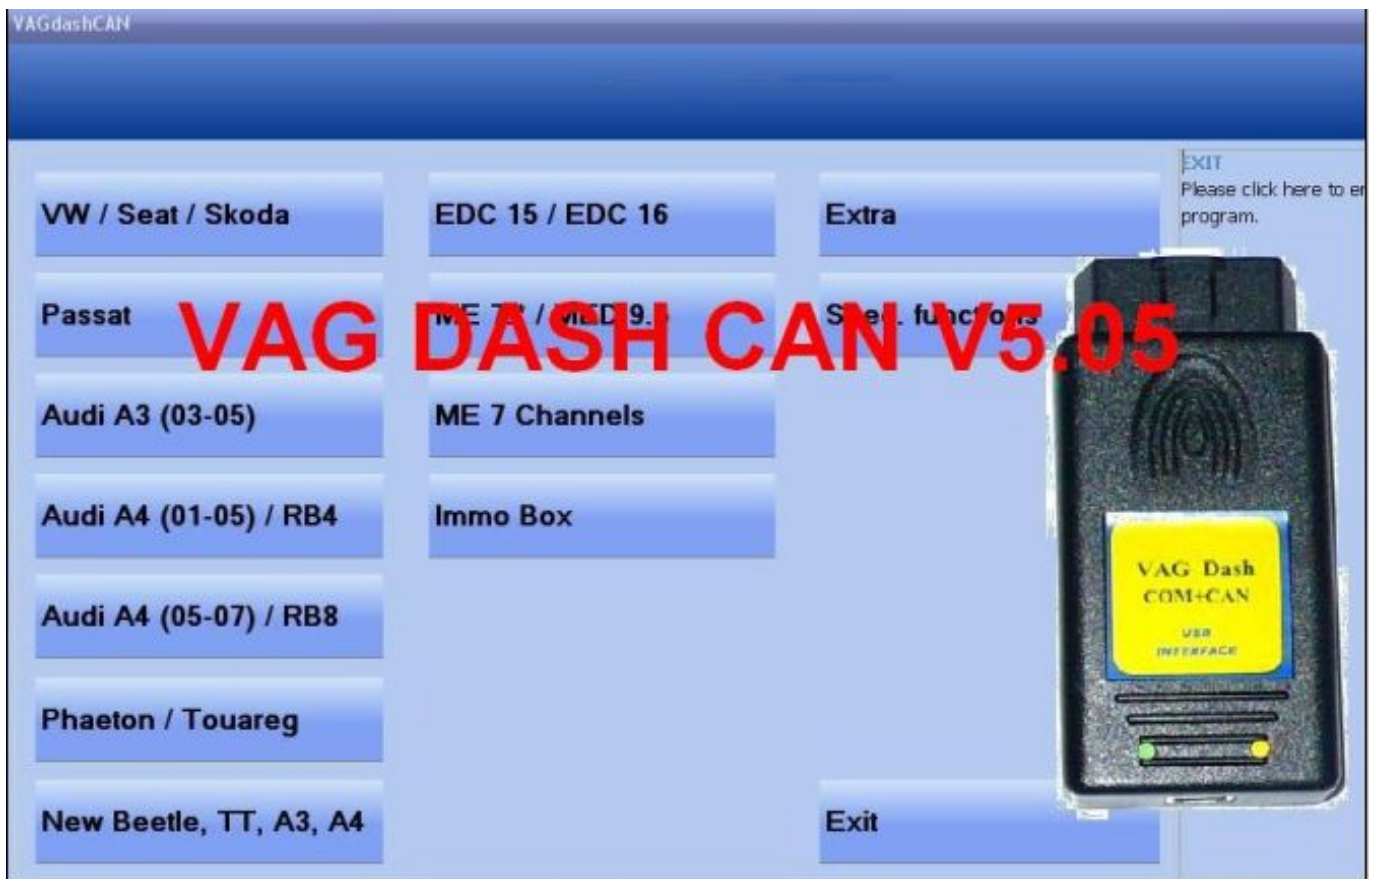 VAGdashCAN
EXIT
Please click here to er
program.
VW / Seat / Skoda
EDC 15 / EDC 16
Extra
Passat
VAG DASH CAN V5.05
Audi A3 (03-05)
ME 7 Channels
Audi A4 (01-05) / RB4
Immo Box
Audi A4 (05-07) / RB8
Phaeton / Touareg
New Beetle, TT, A3, A4
Exit
VAG Dash
COM+CAN
USB
INTERFACE